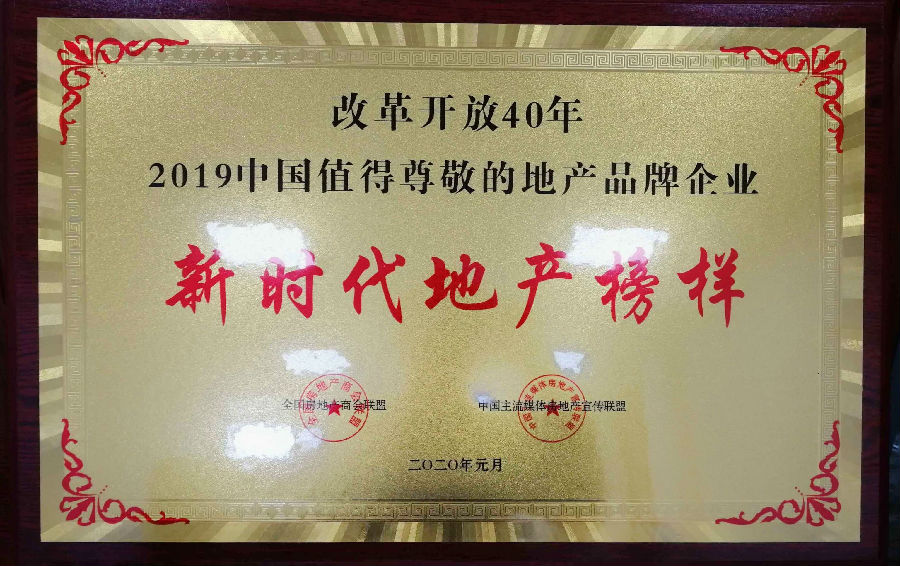 改革开放40年
2019中国值得尊敬的地产品牌企业
新时代地产榜样
全国房地产商会联盟
中国主流媒体房地产宣传联盟
二〇二〇年元月